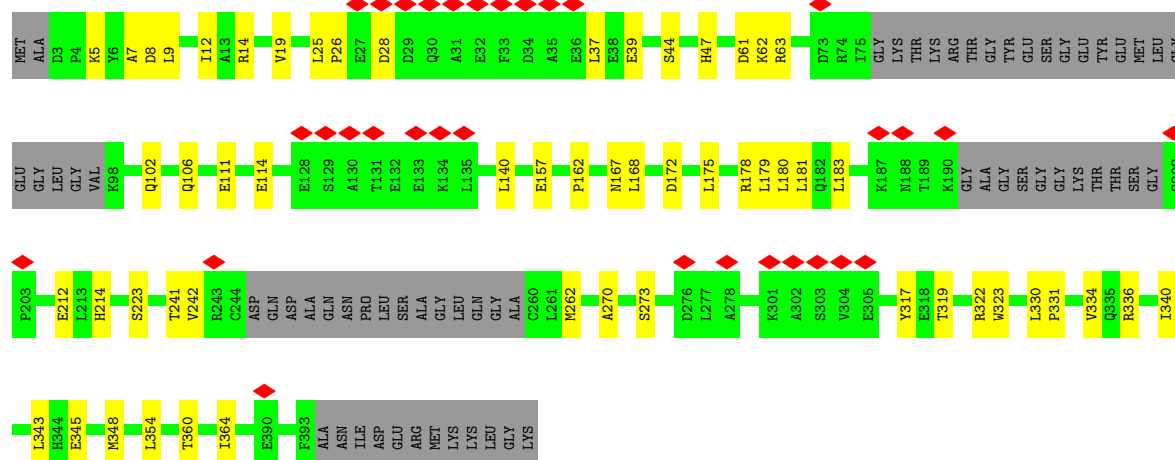 MET ALA D3 P4 K5 Y6 A7 D8 L9 I12 A13 R14 V19 L25 P26 E27 D28 D29 Q30 A31 E32 F33 D34 A35 E36 L37 E38 E39 S44 H47 D61 K62 R63 D73 R74 I75 GLY LYS THR LYS ARG THR GLY TYR GLU SER GLY GLU TYR GLU MET LEU
GLU GLY LEU GLY VAL K98 Q102 Q106 E111 E114 E128 S129 A130 T131 E132 E133 K134 L135 L140 E157 P162 N167 L168 D172 L175 R178 L179 L180 L181 Q182 L183 K187 N188 T189 K190 GLY ALA GLY SER GLY GLY LYS THR THR SER GLY
P203 E212 L213 H214 S223 T241 V242 R243 C244 ASP GLN ASP ALA GLN ASN PRO LEU SER ALA GLY LEU GLN GLY ALA C260 L261 M262 A270 S273 D276 L277 A278 K301 A302 S303 V304 E305 Y317 E318 T319 R322 W323 L330 P331 V334 Q335 R336 I340
L343 H344 E345 M348 L354 T360 I364 E390 F393 ALA ASN ILE ASP GLU ARG MET LYS LYS LEU GLY LYS